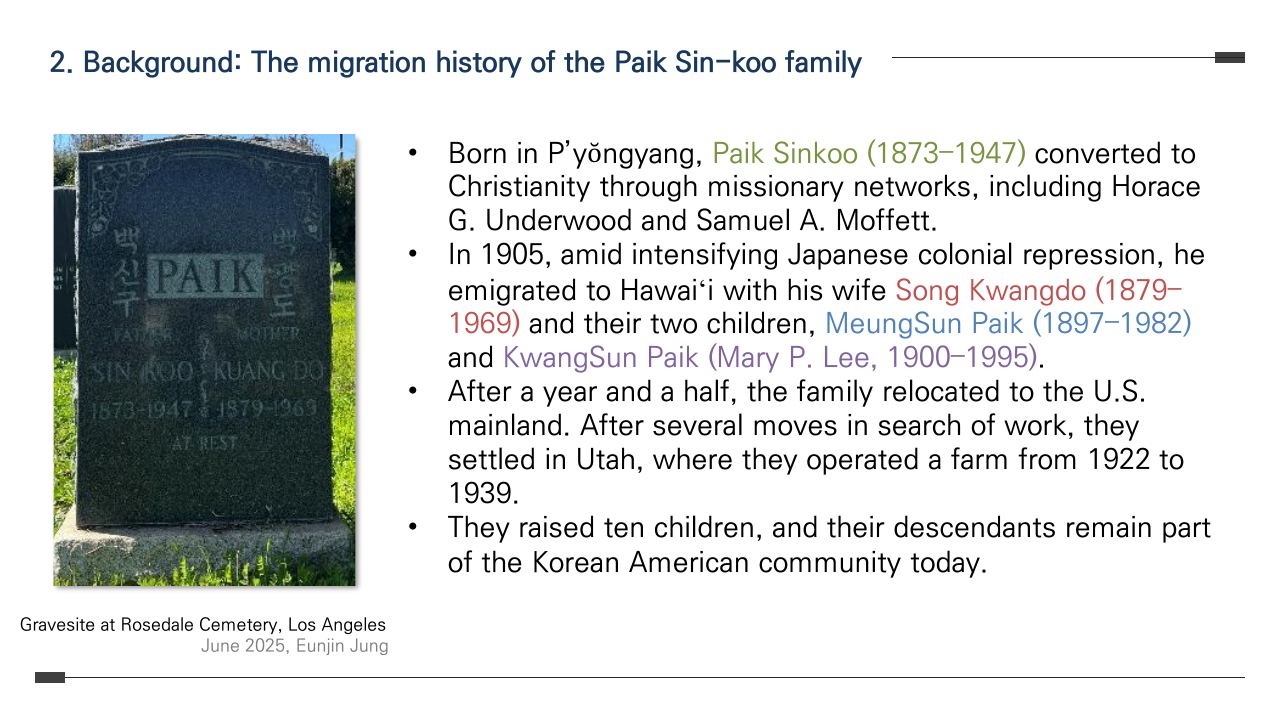 2. Background: The migration history of the Paik Sin-koo family
백신구
PAIK
FATHER MOTHER
SIN KOO KUANG DO
1873-1947 1879-1969
AT REST
• Born in P’yŏngyang, Paik Sinkoo (1873–1947) converted to
Christianity through missionary networks, including Horace
G. Underwood and Samuel A. Moffett.
• In 1905, amid intensifying Japanese colonial repression, he
emigrated to Hawaiʻi with his wife Song Kwangdo (1879–
1969) and their two children, MeungSun Paik (1897–1982)
and KwangSun Paik (Mary P. Lee, 1900–1995).
• After a year and a half, the family relocated to the U.S.
mainland. After several moves in search of work, they
settled in Utah, where they operated a farm from 1922 to
1939.
• They raised ten children, and their descendants remain part
of the Korean American community today.
Gravesite at Rosedale Cemetery, Los Angeles
June 2025, Eunjin Jung